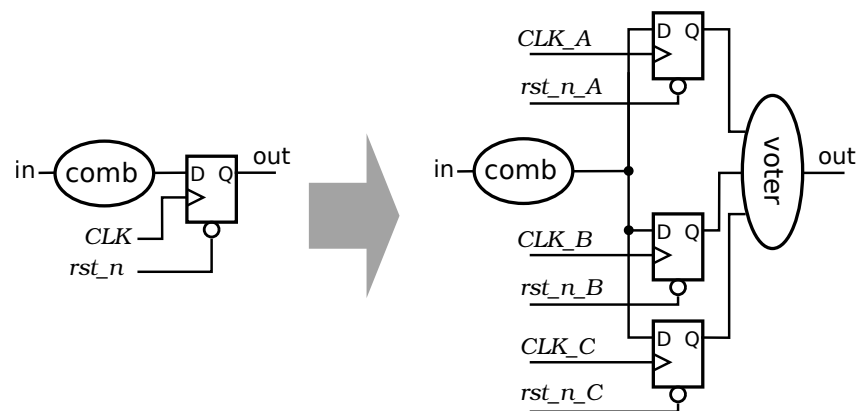 in
comb
D Q
out
CLK
rst_n
CLK_A
D Q
rst_n_A
in
comb
voter
out
CLK_B
D Q
rst_n_B
CLK_C
D Q
rst_n_C